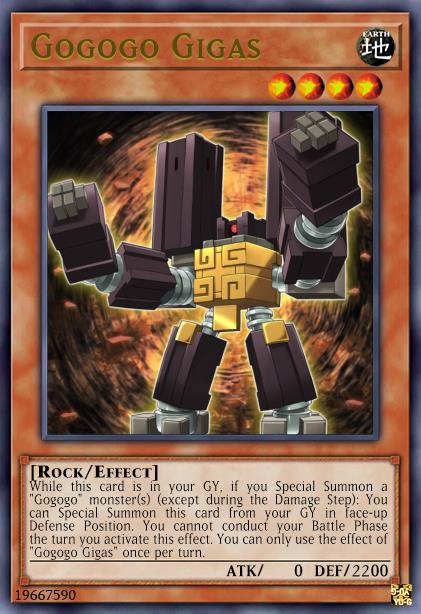 Gogogo Gigas
EARTH
地
[Rock/Effect]
While this card is in your GY, if you Special Summon a
"Gogogo" monster(s) (except during the Damage Step): You
can Special Summon this card from your GY in face-up
Defense Position. You cannot conduct your Battle Phase
the turn you activate this effect. You can only use the effect of
"Gogogo Gigas" once per turn.
ATK/ 0 DEF/2200
19667590